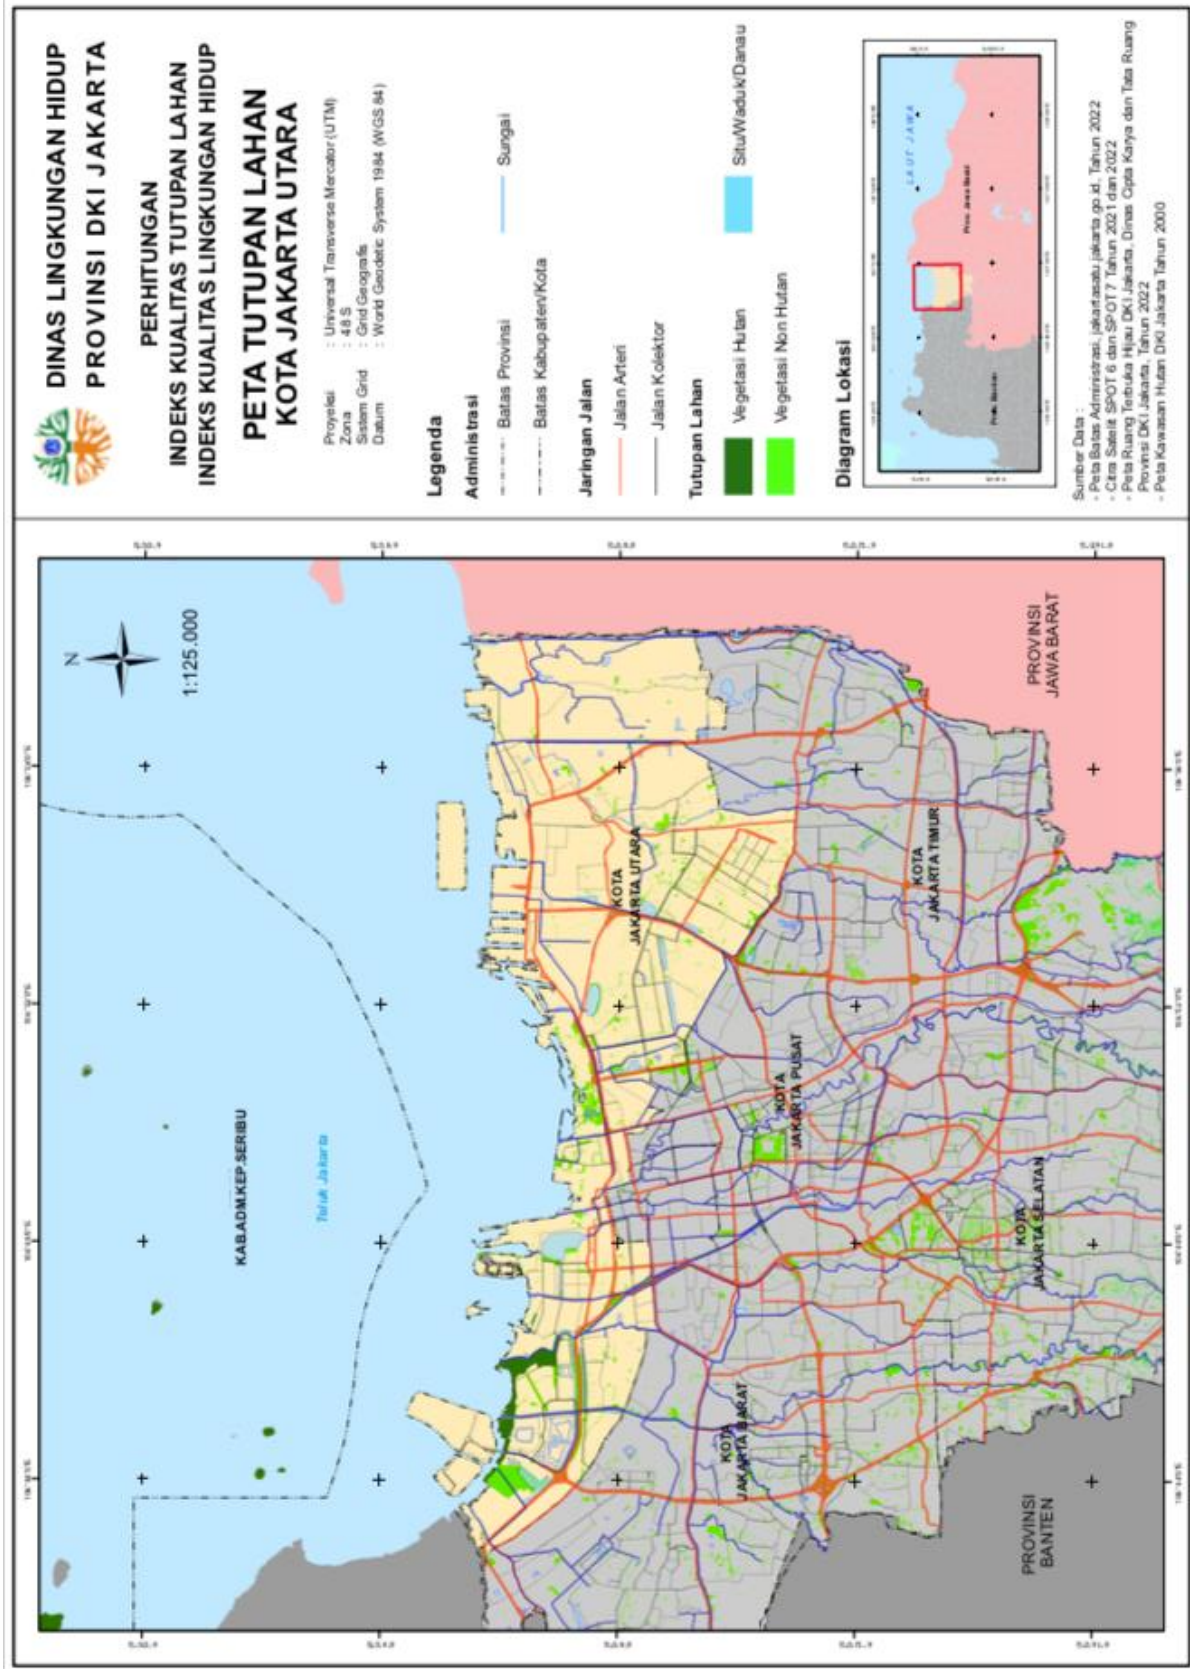 DINAS LINGKUNGAN HIDUP
PROVINSI DKI JAKARTA
PERHITUNGAN
INDEKS KUALITAS TUTUPAN LAHAN
INDEKS KUALITAS LINGKUNGAN HIDUP
PETA TUTUPAN LAHAN
KOTA JAKARTA UTARA
Proyeksi : Universal Transverse Mercator (UTM)
Zona : 48 S
Sistem Grid : Grid Geografis
Datum : World Geodetic System 1984 (WGS 84)
Legenda
Administrasi
Batas Provinsi
Sungai
Batas Kabupaten/Kota
Jaringan Jalan
Jalan Arteri
Jalan Kolektor
Tutupan Lahan
Vegetasi Hutan
Situ/Waduk/Danau
Vegetasi Non Hutan
Diagram Lokasi
LAUT JAWA
Prov. Jawa Barat
Prov. Banten
Sumber Data :
- Peta Batas Administrasi, jakartasatu.jakarta.go.id, Tahun 2022
- Citra Satelit SPOT 6 dan SPOT 7 Tahun 2021 dan 2022
- Peta Ruang Terbuka Hijau DKI Jakarta, Dinas Cipta Karya dan Tata Ruang
Provinsi DKI Jakarta, Tahun 2022
- Peta Kawasan Hutan DKI Jakarta Tahun 2000
N
1:125.000
KAB.ADM.KEP.SERIBU
Teluk Jakarta
KOTA
JAKARTA UTARA
KOTA
JAKARTA TIMUR
KOTA
JAKARTA PUSAT
KOTA
JAKARTA SELATAN
KOTA
JAKARTA BARAT
PROVINSI
JAWA BARAT
PROVINSI
BANTEN